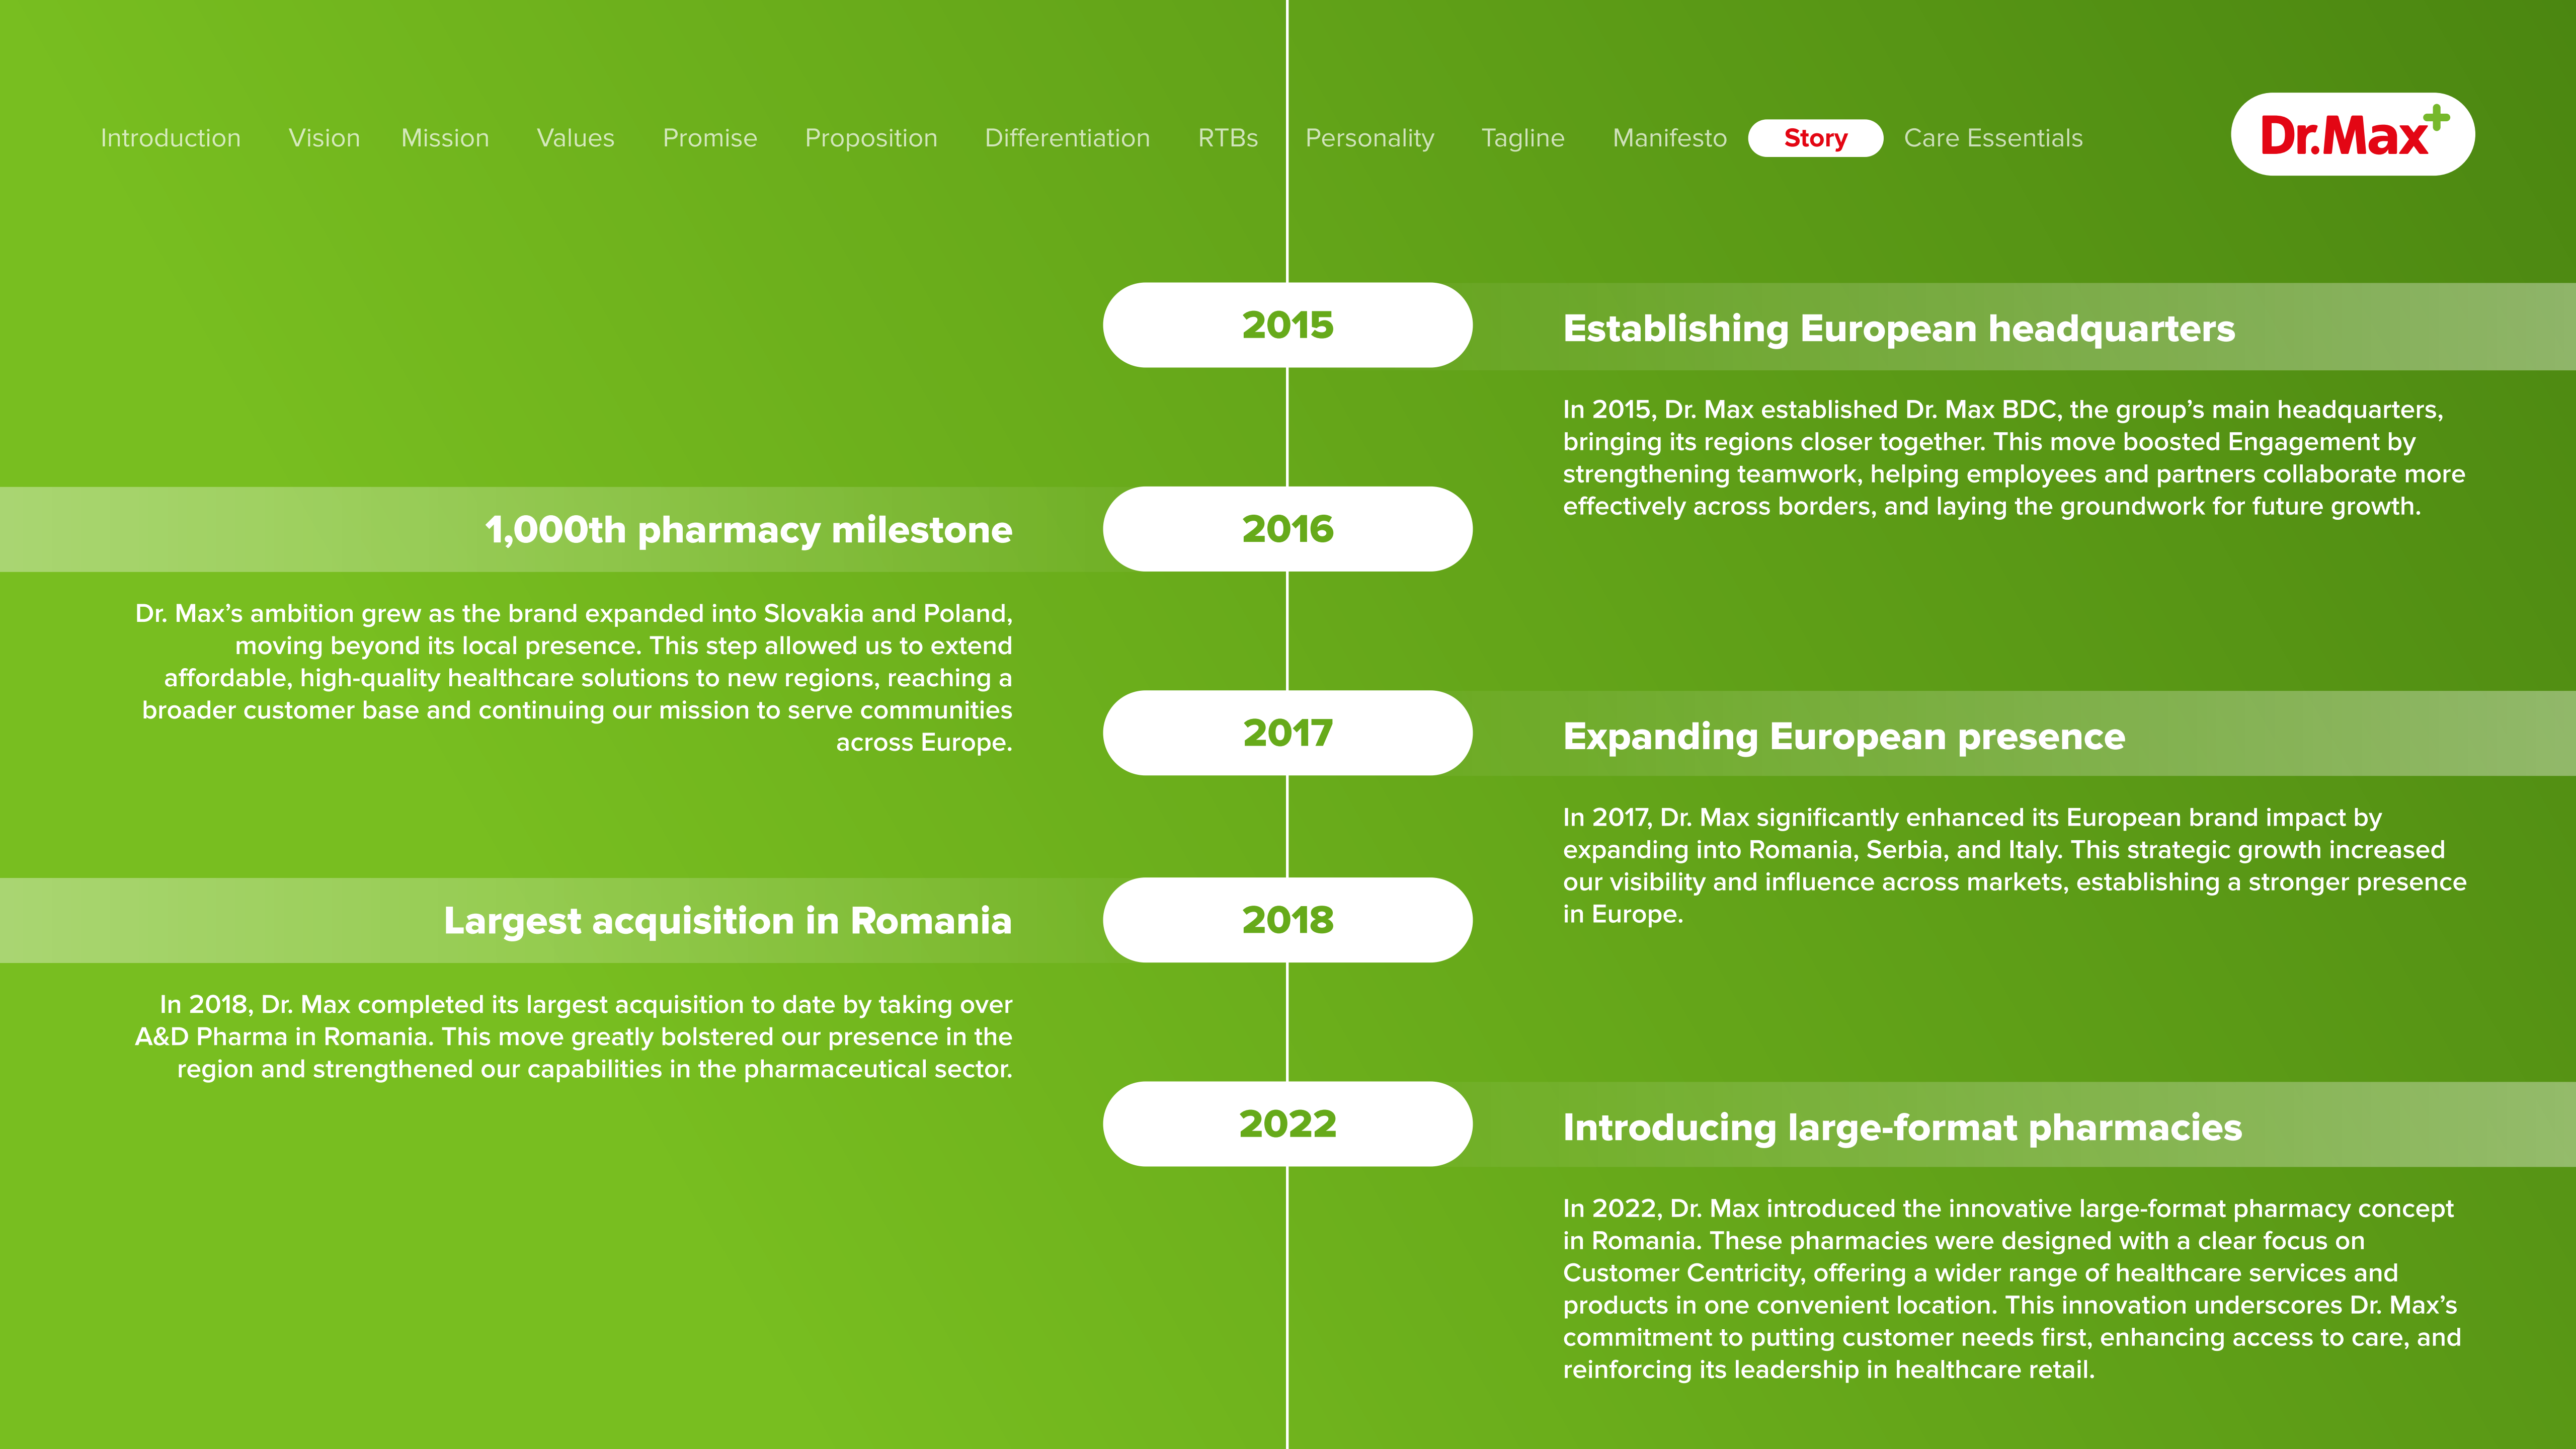 Introduction Vision Mission Values Promise Proposition Differentiation RTBs Personality Tagline Manifesto Story Care Essentials
Dr.Max+
2015
Establishing European headquarters
In 2015, Dr. Max established Dr. Max BDC, the group’s main headquarters,
bringing its regions closer together. This move boosted Engagement by
strengthening teamwork, helping employees and partners collaborate more
effectively across borders, and laying the groundwork for future growth.
1,000th pharmacy milestone
2016
Dr. Max’s ambition grew as the brand expanded into Slovakia and Poland,
moving beyond its local presence. This step allowed us to extend
affordable, high-quality healthcare solutions to new regions, reaching a
broader customer base and continuing our mission to serve communities
across Europe.
2017
Expanding European presence
In 2017, Dr. Max significantly enhanced its European brand impact by
expanding into Romania, Serbia, and Italy. This strategic growth increased
our visibility and influence across markets, establishing a stronger presence
in Europe.
Largest acquisition in Romania
2018
In 2018, Dr. Max completed its largest acquisition to date by taking over
A&D Pharma in Romania. This move greatly bolstered our presence in the
region and strengthened our capabilities in the pharmaceutical sector.
2022
Introducing large-format pharmacies
In 2022, Dr. Max introduced the innovative large-format pharmacy concept
in Romania. These pharmacies were designed with a clear focus on
Customer Centricity, offering a wider range of healthcare services and
products in one convenient location. This innovation underscores Dr. Max’s
commitment to putting customer needs first, enhancing access to care, and
reinforcing its leadership in healthcare retail.